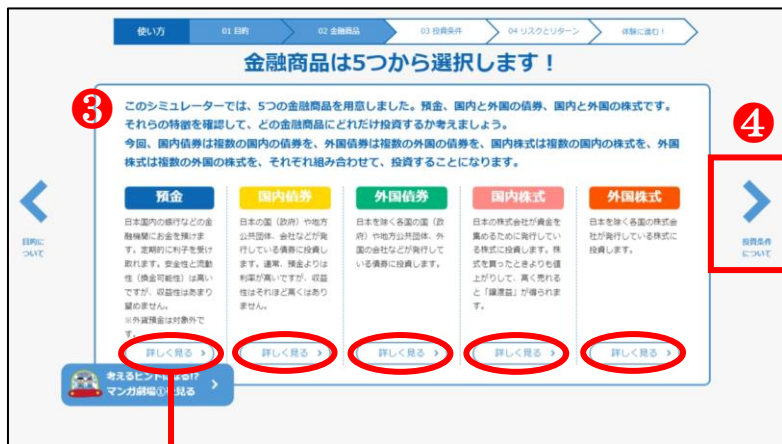 使い方
01 目的
02 金融商品
03 投資条件
04 リスクとリターン
体験に進む!
金融商品は5つから選択します!
3
このシミュレーターでは、5つの金融商品を用意しました。預金、国内と外国の債券、国内と外国の株式です。
それらの特徴を確認して、どの金融商品にどれだけ投資するか考えましょう。
今回、国内債券は複数の国内の債券を、外国債券は複数の外国の債券を、国内株式は複数の国内の株式を、外国
株式は複数の外国の株式を、それぞれ組み合わせて、投資することになります。
4
目的に
ついて
投資条件
について
預金
日本国内の銀行などの金
融機関にお金を預けま
す。定期的に利子を受け
取れます。安全性と流動
性(換金可能性)は高い
ですが、収益性はあまり
望めません。
※外貨預金は対象外で
す。
詳しく見る
国内債券
日本の国(政府)や地方
公共団体、会社などが発
行している債券に投資し
ます。通常、預金よりは
利率が高いですが、収益
性はそれほど高くはあり
ません。
詳しく見る
外国債券
日本を除く各国の国(政
府)や地方公共団体、外
国の会社などが発行して
いる債券に投資します。
詳しく見る
国内株式
日本の株式会社が資金を
集めるために発行してい
る株式に投資します。株
式を買ったときよりも値
上がりして、高く売れる
と「譲渡益」が得られま
す。
詳しく見る
外国株式
日本を除く各国の株式会
社が発行している株式に
投資します。
詳しく見る
考えるヒントになる!?
マンガ劇場①を見る